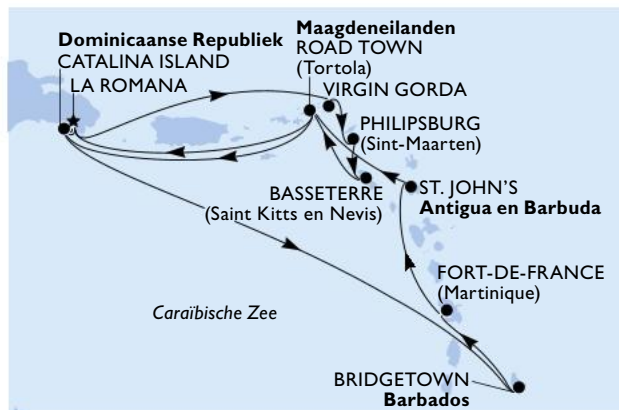 Dominicaanse Republiek
CATALINA ISLAND
LA ROMANA
Maagdeneilanden
ROAD TOWN
(Tortola)
VIRGIN GORDA
PHILIPSBURG
(Sint-Maarten)
BASSETERRE
(Saint Kitts en Nevis)
ST. JOHN'S
Antigua en Barbuda
FORT-DE-FRANCE
(Martinique)
Caraïbische Zee
BRIDGETOWN
Barbados